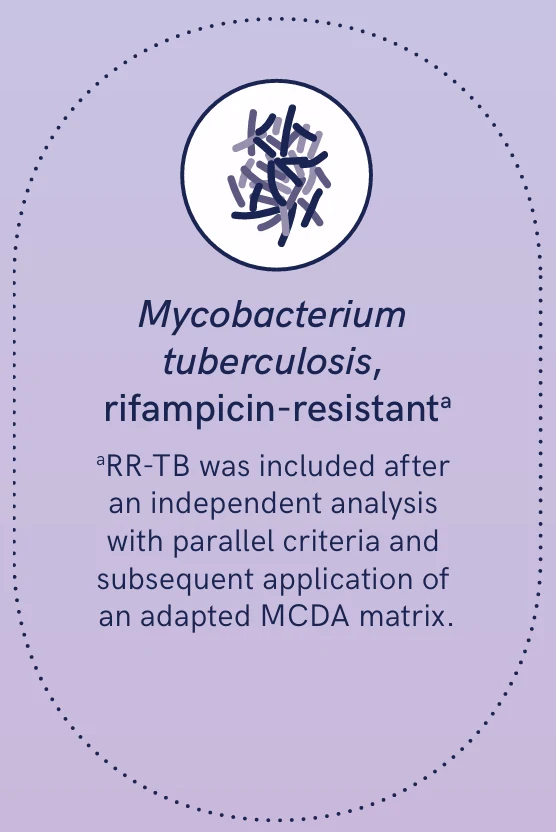 Mycobacterium
tuberculosis,
rifampicin-resistantᵃ
ᵃRR-TB was included after
an independent analysis
with parallel criteria and
subsequent application of
an adapted MCDA matrix.